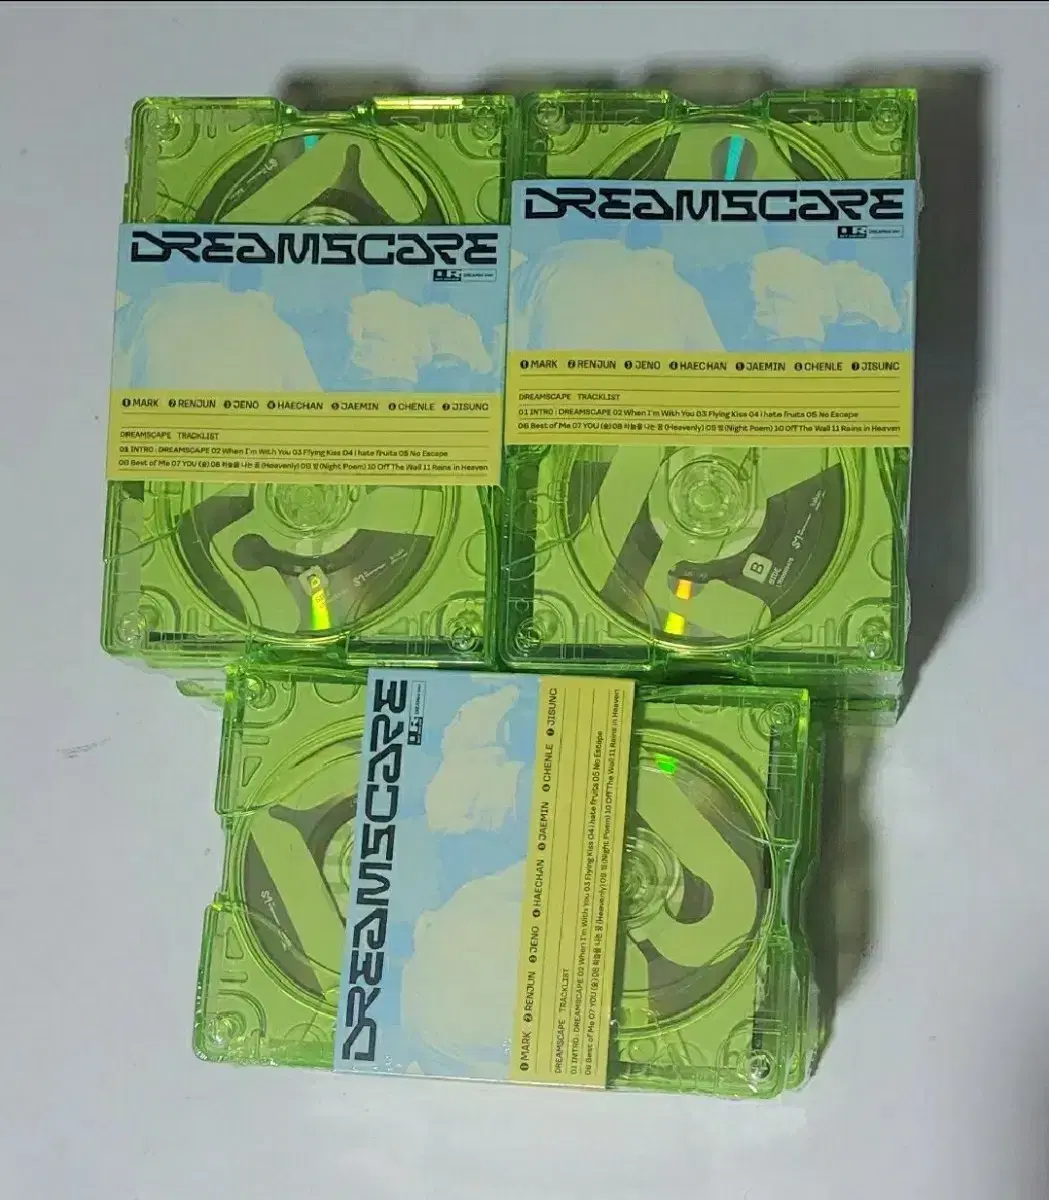 DREAMSCAPE
❶ MARK ❷ RENJUN ❸ JENO ❹ HAECHAN ❺ JAEMIN ❻ CHENLE ❼ JISUNG
DREAMSCAPE TRACKLIST
01 INTRO : DREAMSCAPE 02 When I'm With You 03 Flying Kiss 04 i hate fruits 05 No Escape
06 Best of Me 07 YOU (숨) 08 하늘을 나는 꿈 (Heavenly) 09 밤 (Night Poem) 10 Off The Wall 11 Rains in Heaven
DREAMSCAPE
❶ MARK ❷ RENJUN ❸ JENO ❹ HAECHAN ❺ JAEMIN ❻ CHENLE ❼ JISUNG
DREAMSCAPE TRACKLIST
01 INTRO : DREAMSCAPE 02 When I'm With You 03 Flying Kiss 04 i hate fruits 05 No Escape
06 Best of Me 07 YOU (숨) 08 하늘을 나는 꿈 (Heavenly) 09 밤 (Night Poem) 10 Off The Wall 11 Rains in Heaven
B
SIDE
DREAMSCAPE
❶ MARK ❷ RENJUN ❸ JENO ❹ HAECHAN ❺ JAEMIN ❻ CHENLE ❼ JISUNG
DREAMSCAPE TRACKLIST
01 INTRO : DREAMSCAPE 02 When I'm With You 03 Flying Kiss 04 i hate fruits 05 No Escape
06 Best of Me 07 YOU (숨) 08 하늘을 나는 꿈 (Heavenly) 09 밤 (Night Poem) 10 Off The Wall 11 Rains in Heaven